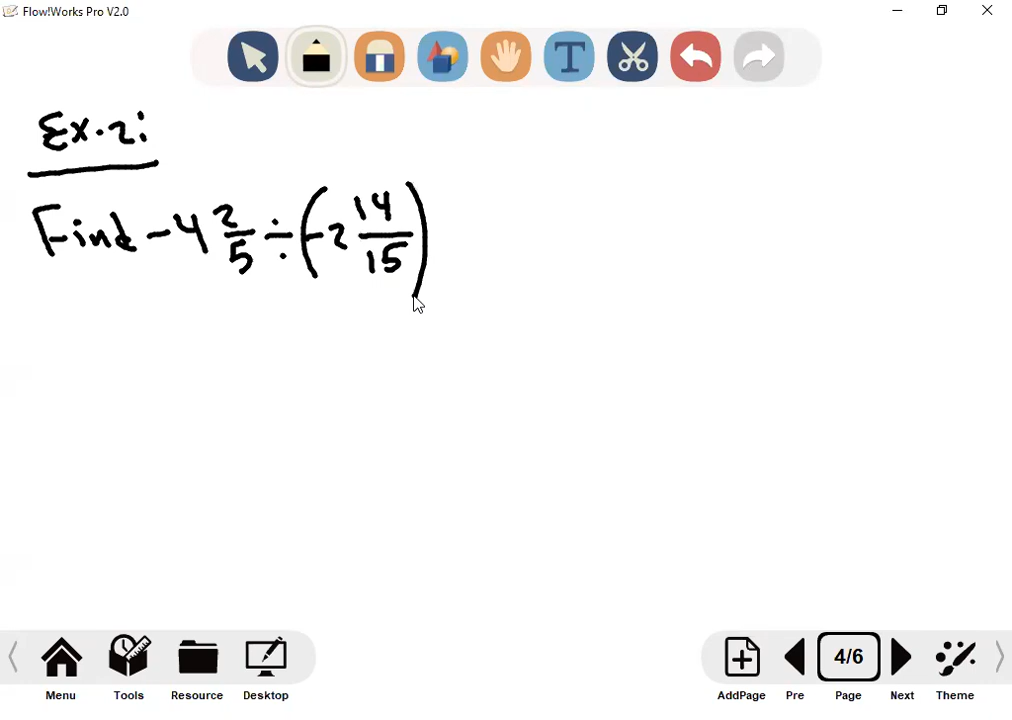 Flow!Works Pro V2.0
Ex. 2:
Find -4 2/5 ÷ (-2 14/15)
Menu Tools Resource Desktop AddPage Pre 4/6 Page Next Theme